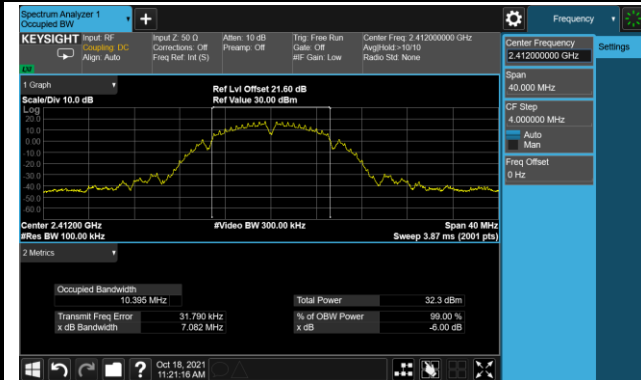 Spectrum Analyzer 1
Occupied BW
Frequency
KEYSIGHT
Input: RF
Coupling: DC
Align: Auto
Input Z: 50 Ω
Corrections: Off
Freq Ref: Int (S)
Atten: 10 dB
Preamp: Off
Trig: Free Run
Gate: Off
#IF Gain: Low
Center Freq: 2.412000000 GHz
Avg|Hold:>10/10
Radio Std: None
Center Frequency
2.412000000 GHz
Settings
Span
40.000 MHz
CF Step
4.000000 MHz
Auto
Man
Freq Offset
0 Hz
1 Graph
Scale/Div 10.0 dB
Ref Lvl Offset 21.60 dB
Ref Value 30.00 dBm
Log
20.0
10.0
0.00
-10.0
-20.0
-30.0
-40.0
-50.0
-60.0
Center 2.41200 GHz
#Res BW 100.00 kHz
#Video BW 300.00 kHz
Span 40 MHz
Sweep 3.87 ms (2001 pts)
2 Metrics
Occupied Bandwidth
10.395 MHz
Total Power 32.3 dBm
Transmit Freq Error 31.790 kHz
% of OBW Power 99.00 %
x dB Bandwidth 7.082 MHz
x dB -6.00 dB
Oct 18, 2021
11:21:16 AM